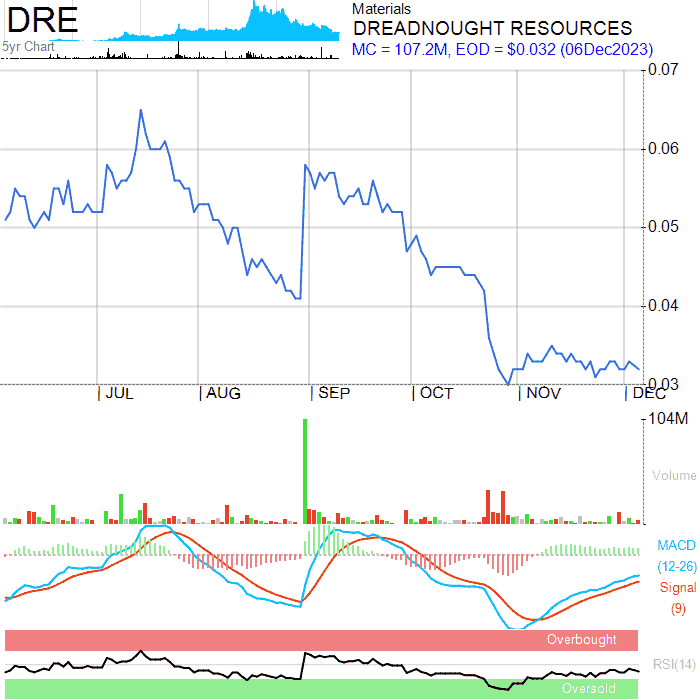 DRE
5yr Chart
Materials
DREADNOUGHT RESOURCES
MC = 107.2M, EOD = $0.032 (06Dec2023)
0.07
0.06
0.05
0.04
0.03
JUL AUG SEP OCT NOV DEC
104M
Volume
MACD
(12-26)
Signal
(9)
Overbought
RSI(14)
Oversold